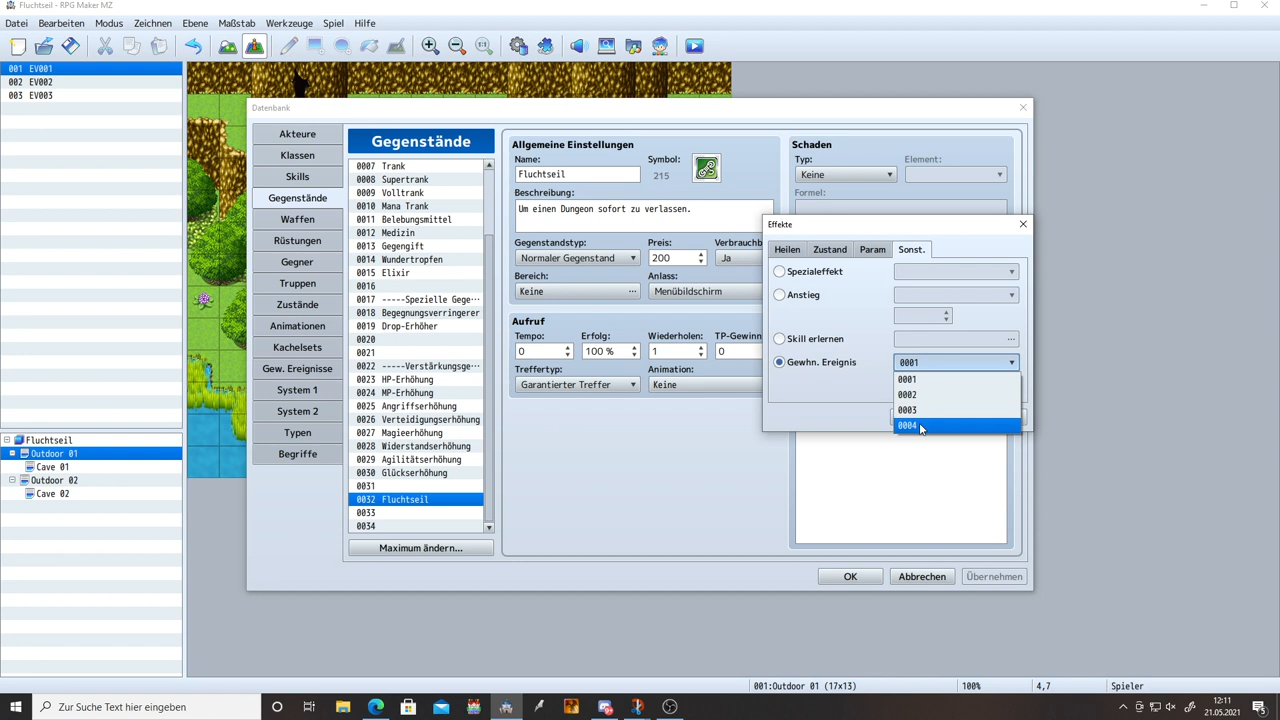 Fluchtseil - RPG Maker MZ
Datei Bearbeiten Modus Zeichnen Ebene Maßstab Werkzeuge Spiel Hilfe
001 EV001
002 EV002
003 EV003
Datenbank
Akteure
Klassen
Skills
Gegenstände
Waffen
Rüstungen
Gegner
Truppen
Zustände
Animationen
Kachelsets
Gew. Ereignisse
System 1
System 2
Typen
Begriffe
Gegenstände
0007 Trank
0008 Supertrank
0009 Volltrank
0010 Mana Trank
0011 Belebungsmittel
0012 Medizin
0013 Gegengift
0014 Wundertropfen
0015 Elixir
0016
0017 -----Spezielle Gege···
0018 Begegnungsverringerer
0019 Drop-Erhöher
0020
0021
0022 -----Verstärkungsge···
0023 HP-Erhöhung
0024 MP-Erhöhung
0025 Angriffserhöhung
0026 Verteidigungserhöhung
0027 Magieerhöhung
0028 Widerstandserhöhung
0029 Agilitätserhöhung
0030 Glückserhöhung
0031
0032 Fluchtseil
0033
0034
Maximum ändern...
Allgemeine Einstellungen
Name: Symbol:
Fluchtseil 215
Beschreibung:
Um einen Dungeon sofort zu verlassen.
Gegenstandstyp: Preis: Verbrauchb
Normaler Gegenstand 200 Ja
Bereich: Anlass:
Keine ... Menübildschirm
Aufruf
Tempo: Erfolg: Wiederholen: TP-Gewinn
0 100 % 1 0
Treffertyp: Animation:
Garantierter Treffer Keine
Schaden
Typ: Element:
Keine
Formel:
Effekte
Heilen Zustand Param Sonst.
Spezialeffekt
Anstieg
Skill erlernen ...
Gewhn. Ereignis 0001
0001
0002
0003
0004
OK Abbrechen Übernehmen
Fluchtseil
Outdoor 01
Cave 01
Outdoor 02
Cave 02
001:Outdoor 01 (17x13) 100% 4,7 Spieler
Zur Suche Text hier eingeben
12:11
21.05.2021